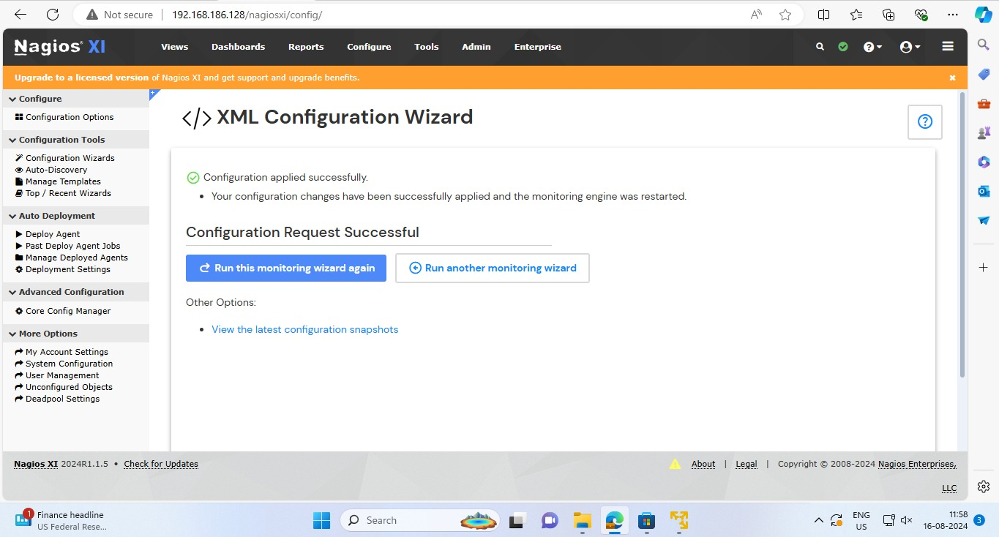 Not secure 192.168.186.128/nagiosxi/config/
Nagios® XI Views Dashboards Reports Configure Tools Admin Enterprise
Upgrade to a licensed version of Nagios XI and get support and upgrade benefits.
Configure
Configuration Options
Configuration Tools
Configuration Wizards
Auto-Discovery
Manage Templates
Top / Recent Wizards
Auto Deployment
Deploy Agent
Past Deploy Agent Jobs
Manage Deployed Agents
Deployment Settings
Advanced Configuration
Core Config Manager
More Options
My Account Settings
System Configuration
User Management
Unconfigured Objects
Deadpool Settings
</> XML Configuration Wizard
Configuration applied successfully.
• Your configuration changes have been successfully applied and the monitoring engine was restarted.
Configuration Request Successful
Run this monitoring wizard again Run another monitoring wizard
Other Options:
• View the latest configuration snapshots
Nagios XI 2024R1.1.5 • Check for Updates About | Legal | Copyright © 2008-2024 Nagios Enterprises,
LLC
1 Finance headline
US Federal Rese...
Search
ENG
US
11:58
16-08-2024
3